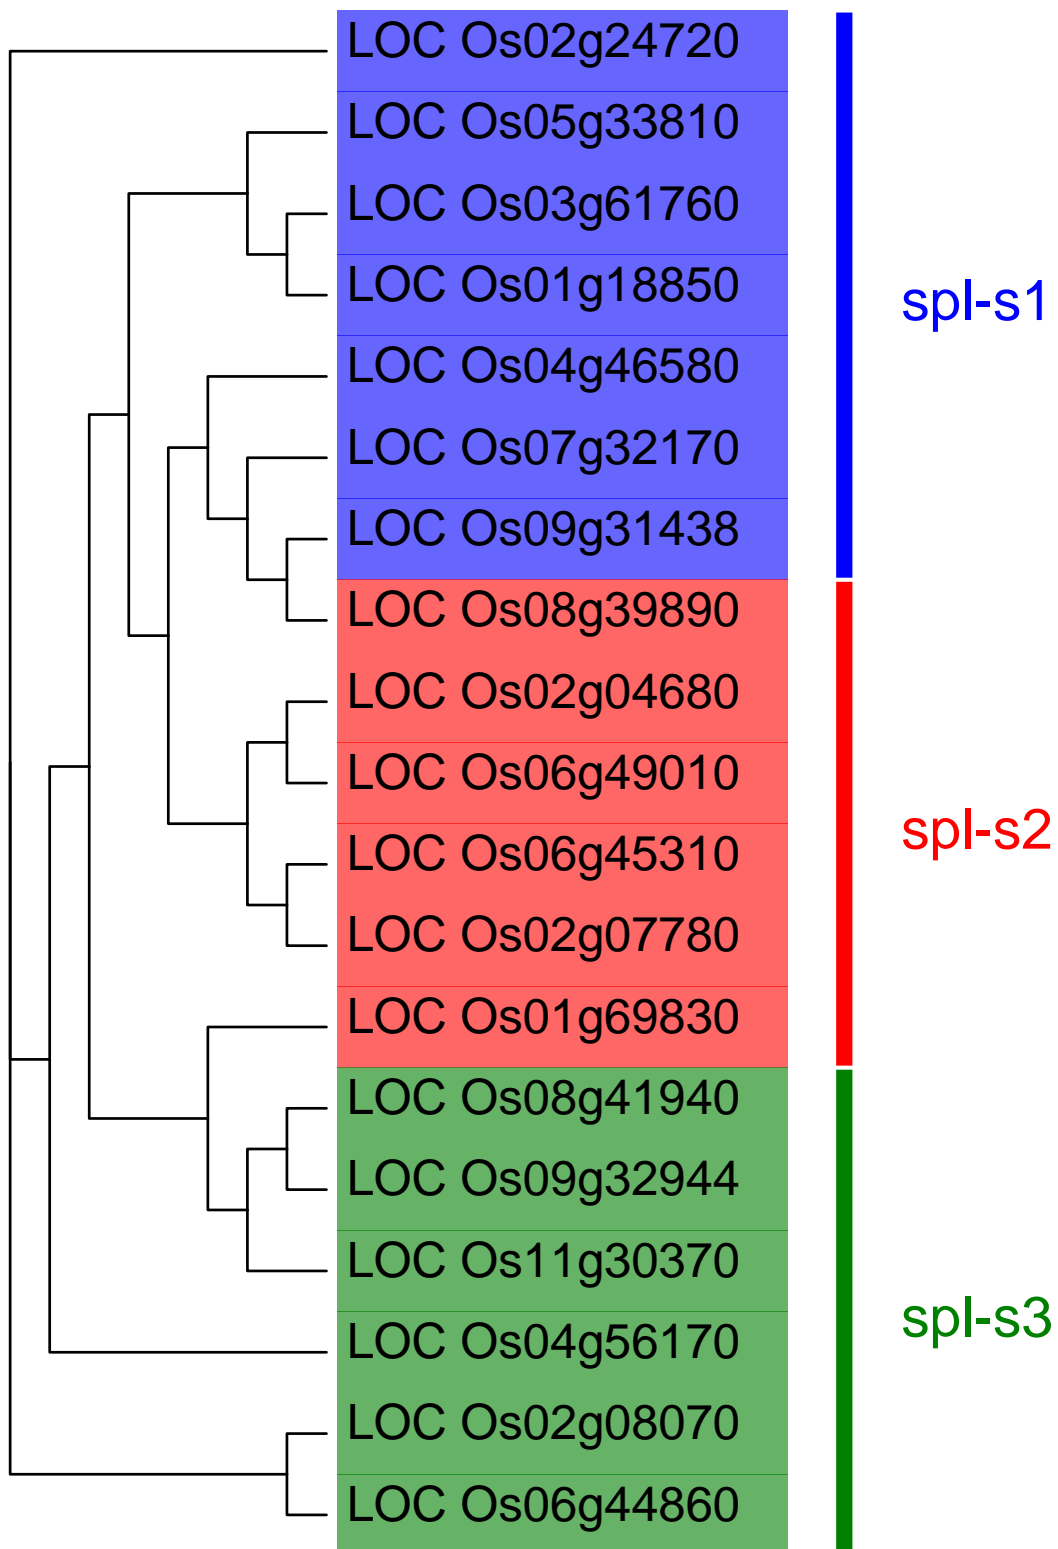 LOC Os02g24720
LOC Os05g33810
LOC Os03g61760
LOC Os01g18850
spl-s1
LOC Os04g46580
LOC Os07g32170
LOC Os09g31438
LOC Os08g39890
LOC Os02g04680
LOC Os06g49010
spl-s2
LOC Os06g45310
LOC Os02g07780
LOC Os01g69830
LOC Os08g41940
LOC Os09g32944
LOC Os11g30370
spl-s3
LOC Os04g56170
LOC Os02g08070
LOC Os06g44860